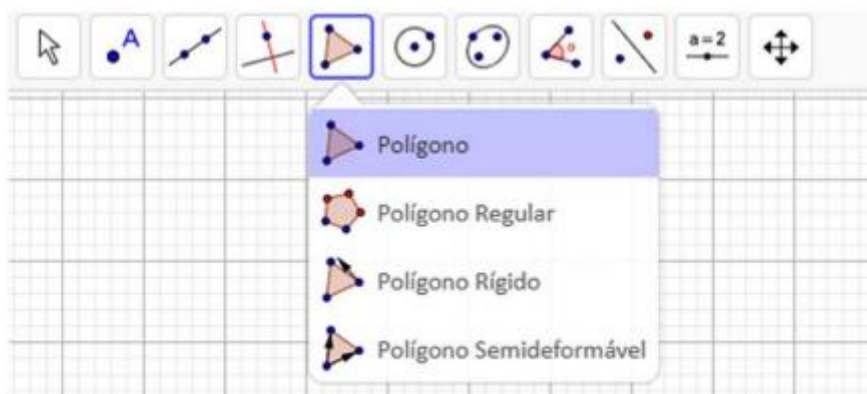 A
a=2
Polígono
Polígono Regular
Polígono Rígido
Polígono Semideformável